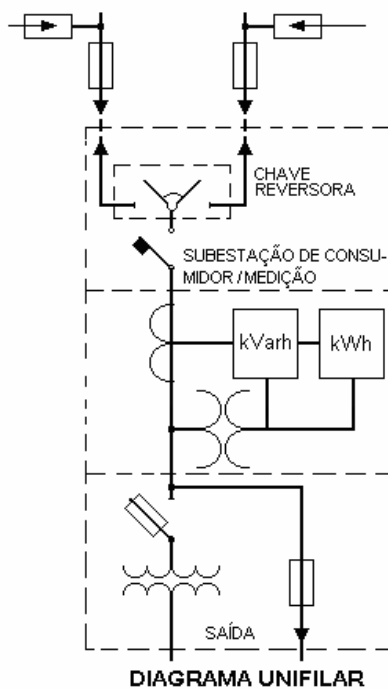 CHAVE
REVERSORA
SUBESTAÇÃO DE CONSU-
MIDOR / MEDIÇÃO
kVarh
kWh
SAÍDA
DIAGRAMA UNIFILAR